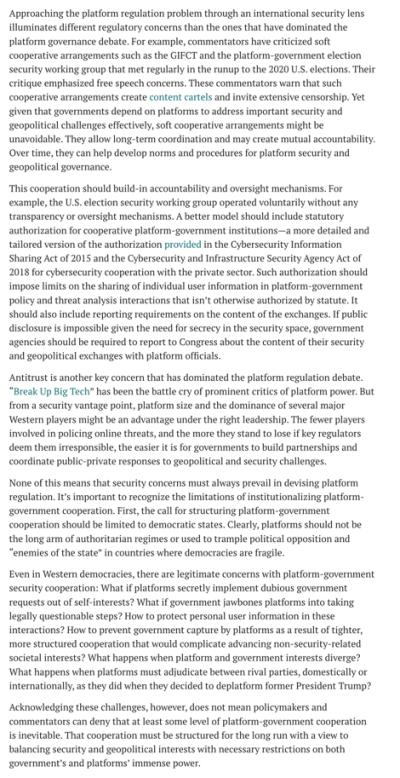 Approaching the platform regulation problem through an international security lens
illuminates different regulatory concerns than the ones that have dominated the
platform governance debate. For example, commentators have criticized soft
cooperative arrangements such as the GIFCT and the platform-government election
security working group that met regularly in the runup to the 2020 U.S. elections. Their
critique emphasized free speech concerns. These commentators warn that such
cooperative arrangements create content cartels and invite extensive censorship. Yet
given that governments depend on platforms to address important security and
geopolitical challenges effectively, soft cooperative arrangements might be
unavoidable. They allow long-term coordination and may create mutual accountability.
Over time, they can help develop norms and procedures for platform security and
geopolitical governance.
This cooperation should build-in accountability and oversight mechanisms. For
example, the U.S. election security working group operated voluntarily without any
transparency or oversight mechanisms. A better model should include statutory
authorization for cooperative platform-government institutions—a more detailed and
tailored version of the authorization provided in the Cybersecurity Information
Sharing Act of 2015 and the Cybersecurity and Infrastructure Security Agency Act of
2018 for cybersecurity cooperation with the private sector. Such authorization should
impose limits on the sharing of individual user information in platform-government
policy and threat analysis interactions that isn't otherwise authorized by statute. It
should also include reporting requirements on the content of the exchanges. If public
disclosure is impossible given the need for secrecy in the security space, government
agencies should be required to report to Congress about the content of their security
and geopolitical exchanges with platform officials.
Antitrust is another key concern that has dominated the platform regulation debate.
"Break Up Big Tech" has been the battle cry of prominent critics of platform power. But
from a security vantage point, platform size and the dominance of several major
Western players might be an advantage under the right leadership. The fewer players
involved in policing online threats, and the more they stand to lose if key regulators
deem them irresponsible, the easier it is for governments to build partnerships and
coordinate public-private responses to geopolitical and security challenges.
None of this means that security concerns must always prevail in devising platform
regulation. It's important to recognize the limitations of institutionalizing platform-
government cooperation. First, the call for structuring platform-government
cooperation should be limited to democratic states. Clearly, platforms should not be
the long arm of authoritarian regimes or used to trample political opposition and
"enemies of the state" in countries where democracies are fragile.
Even in Western democracies, there are legitimate concerns with platform-government
security cooperation: What if platforms secretly implement dubious government
requests out of self-interests? What if government jawbones platforms into taking
legally questionable steps? How to protect personal user information in these
interactions? How to prevent government capture by platforms as a result of tighter,
more structured cooperation that would complicate advancing non-security-related
societal interests? What happens when platform and government interests diverge?
What happens when platforms must adjudicate between rival parties, domestically or
internationally, as they did when they decided to deplatform former President Trump?
Acknowledging these challenges, however, does not mean policymakers and
commentators can deny that at least some level of platform-government cooperation
is inevitable. That cooperation must be structured for the long run with a view to
balancing security and geopolitical interests with necessary restrictions on both
government's and platforms' immense power.